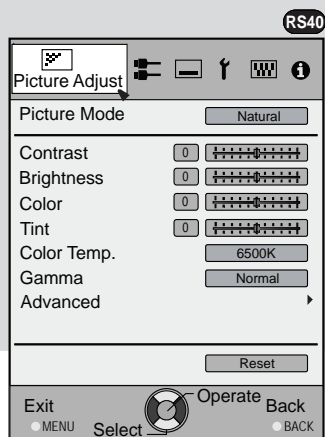 RS40
Picture Adjust
Picture Mode Natural
Contrast 0
Brightness 0
Color 0
Tint 0
Color Temp. 6500K
Gamma Normal
Advanced
Reset
Exit Operate Back
MENU Select BACK